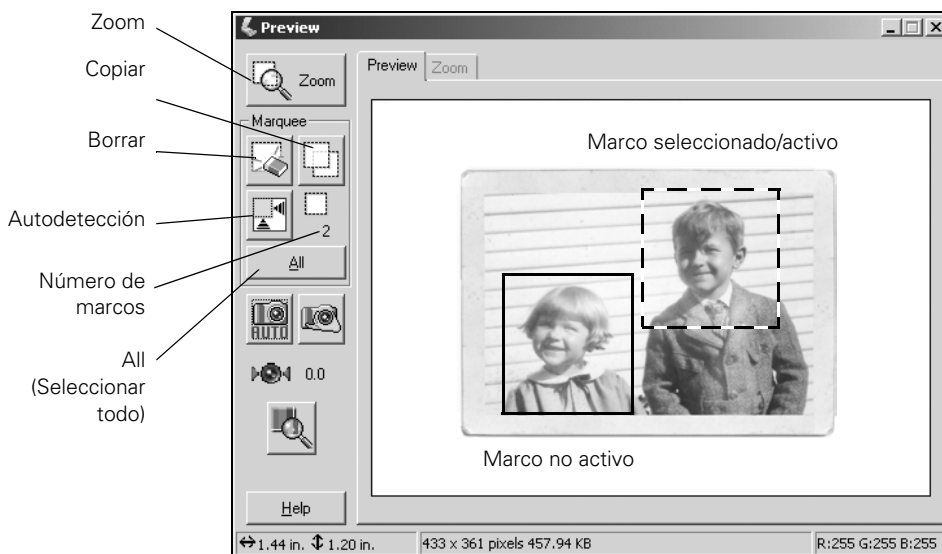 Zoom
Copiar
Borrar
Autodetección
Número de
marcos
All
(Seleccionar
todo)
Preview
Zoom
Marquee
2
All
AUTO
0.0
Help
Preview
Zoom
Marco seleccionado/activo
Marco no activo
1.44 in.
1.20 in.
433 x 361 pixels 457.94 KB
R:255 G:255 B:255